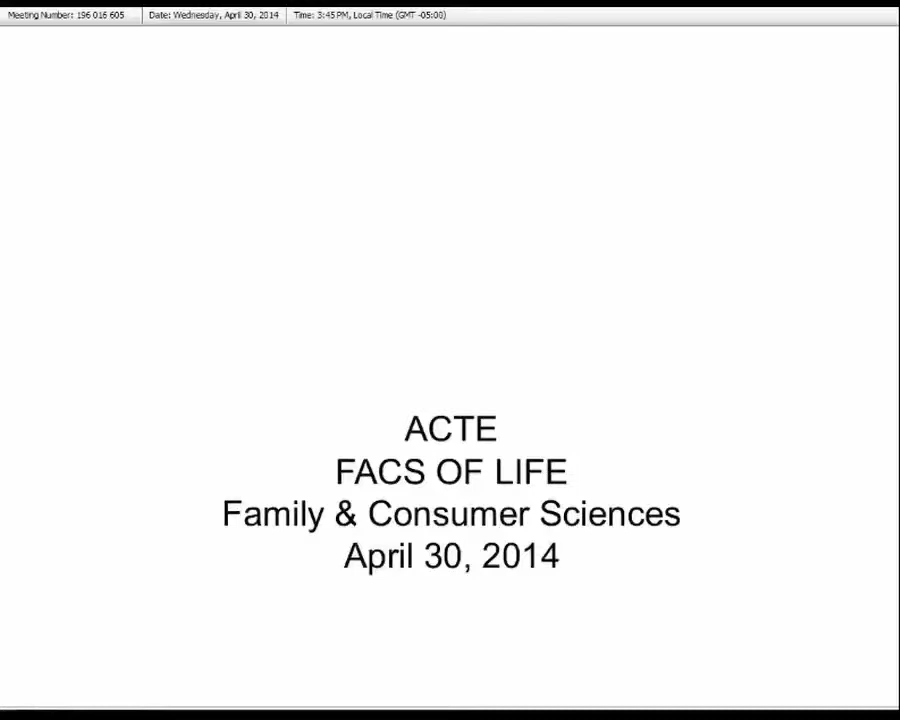 Meeting Number: 196 016 605 Date: Wednesday, April 30, 2014 Time: 3:45 PM, Local Time (GMT -05:00)
ACTE
FACS OF LIFE
Family & Consumer Sciences
April 30, 2014